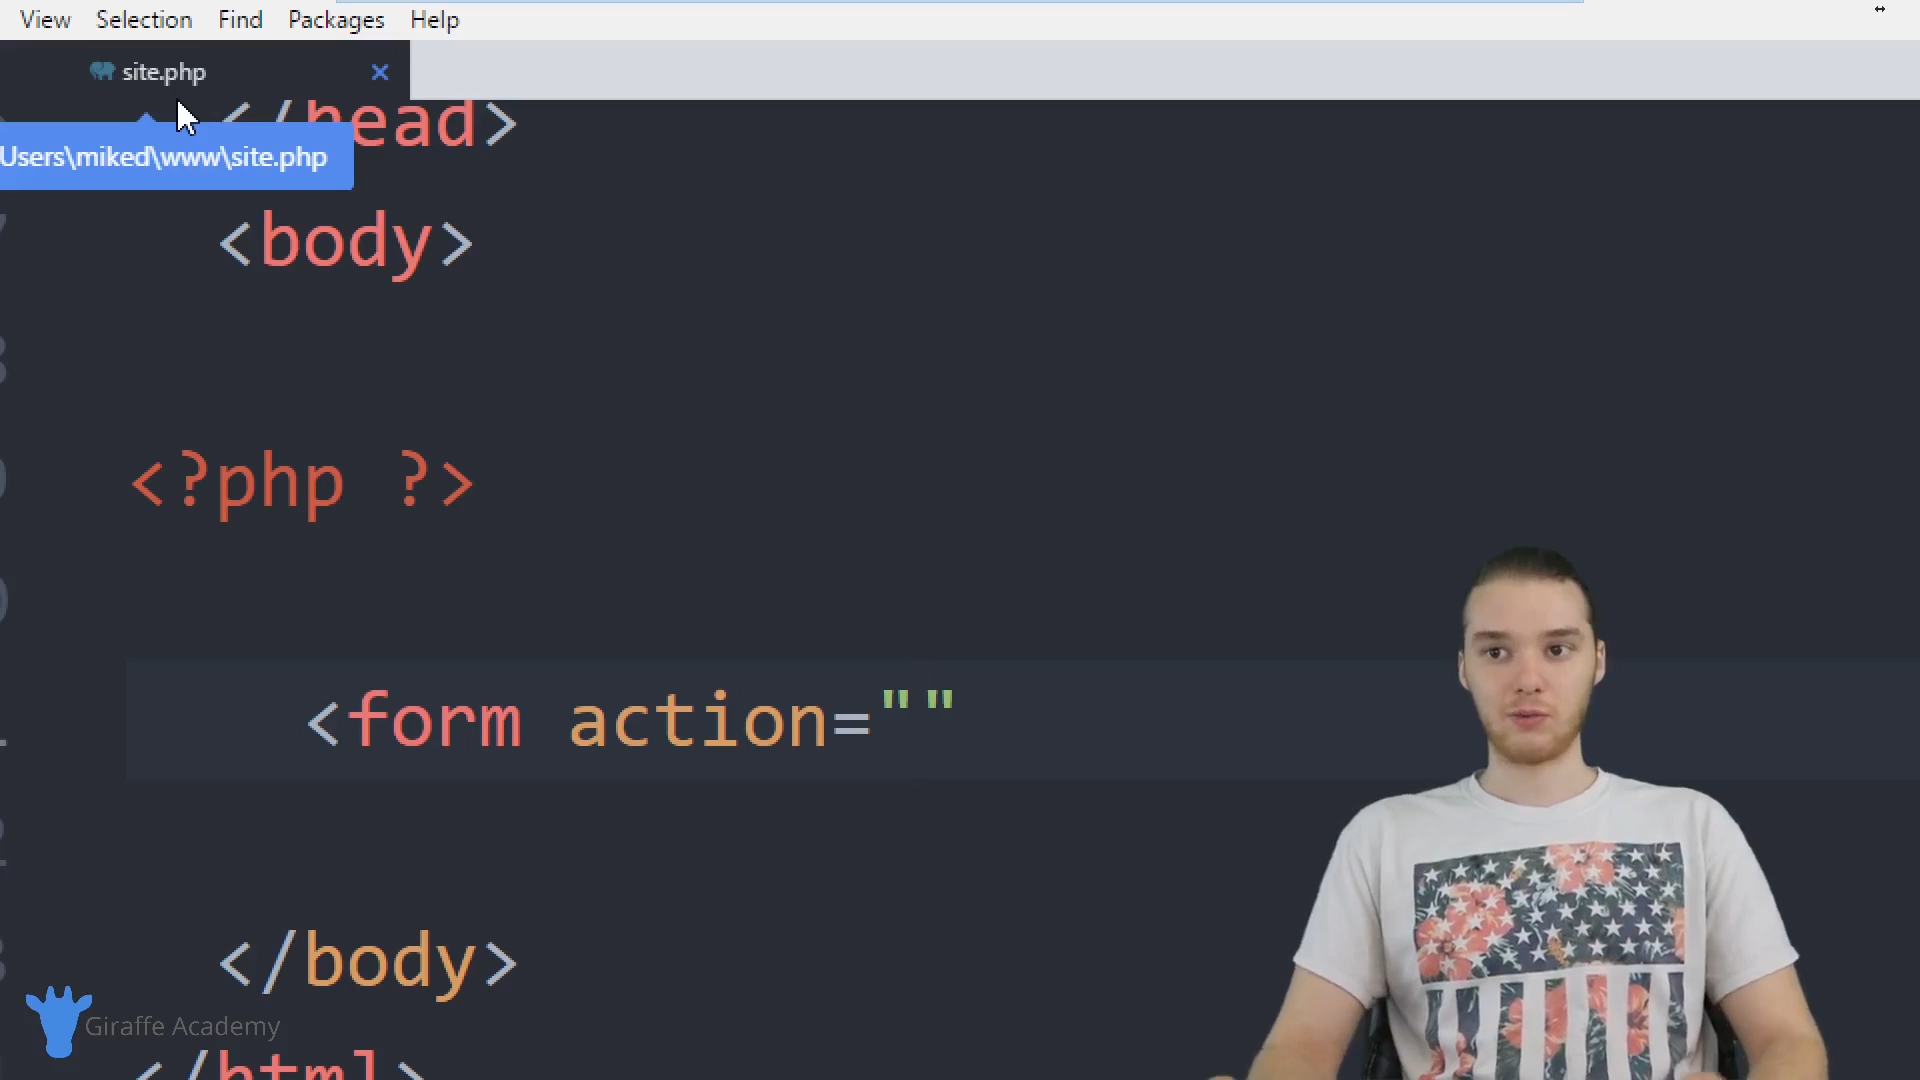 View Selection Find Packages Help
site.php
</head>
Users\miked\www\site.php
<body>
<?php ?>
<form action=""
</body>
Giraffe Academy
</html>